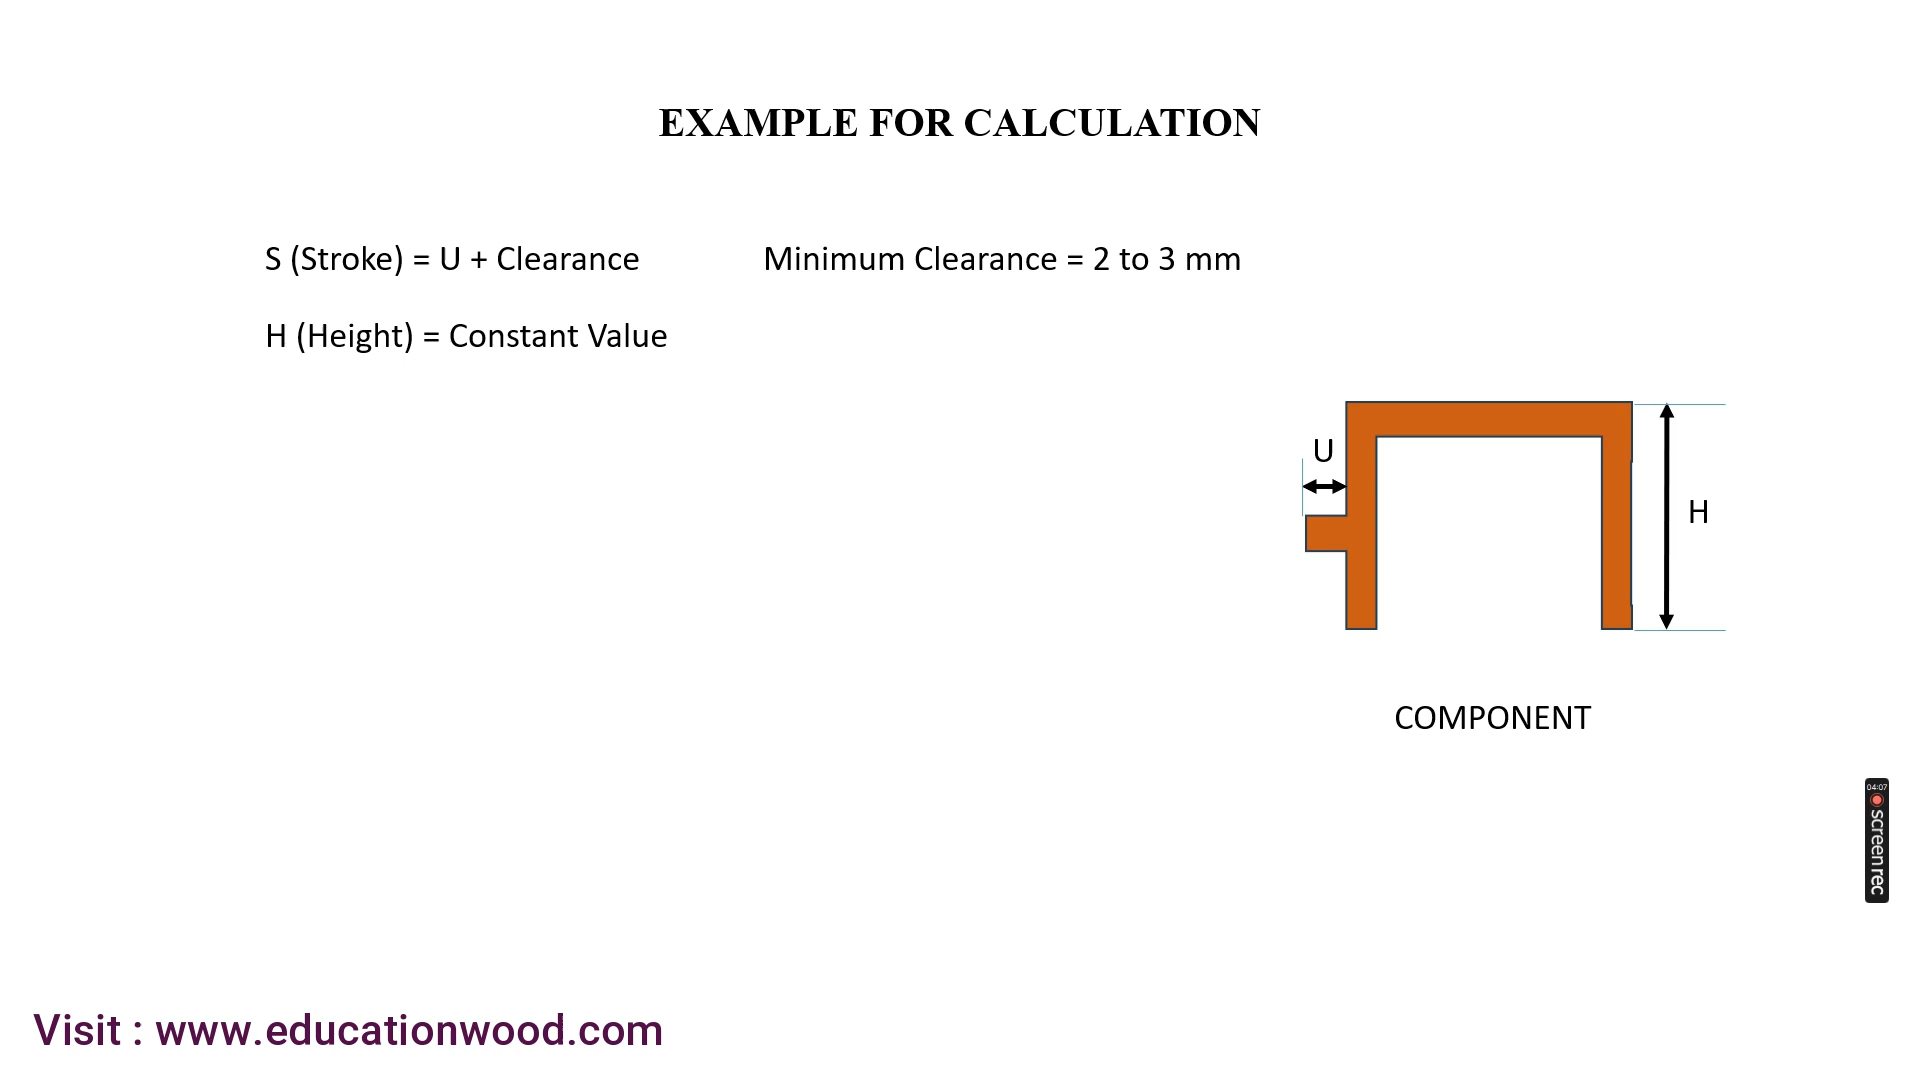 EXAMPLE FOR CALCULATION
S (Stroke) = U + Clearance
Minimum Clearance = 2 to 3 mm
H (Height) = Constant Value
U
H
COMPONENT
04:07
screenrec
Visit : www.educationwood.com